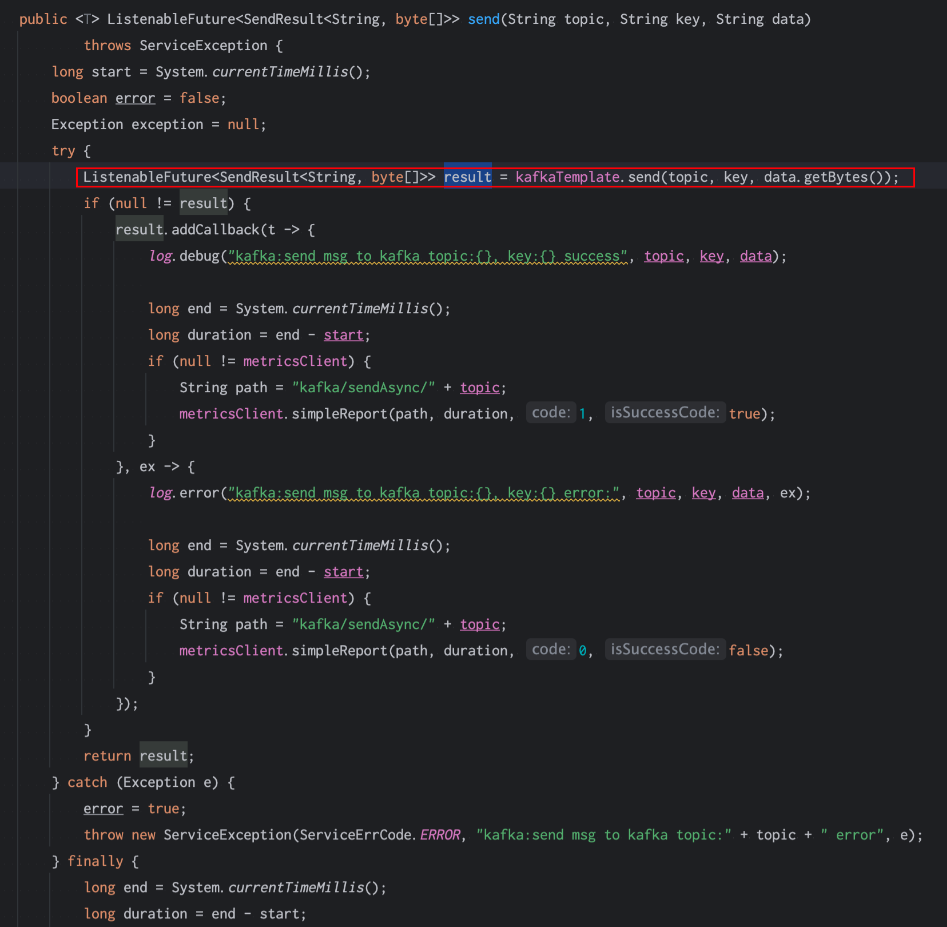 public <T> ListenableFuture<SendResult<String, byte[]>> send(String topic, String key, String data)
throws ServiceException {
long start = System.currentTimeMillis();
boolean error = false;
Exception exception = null;
try {
ListenableFuture<SendResult<String, byte[]>> result = kafkaTemplate.send(topic, key, data.getBytes());
if (null != result) {
result.addCallback(t -> {
log.debug("kafka:send msg to kafka topic:{}, key:{} success", topic, key, data);
long end = System.currentTimeMillis();
long duration = end - start;
if (null != metricsClient) {
String path = "kafka/sendAsync/" + topic;
metricsClient.simpleReport(path, duration, code: 1, isSuccessCode: true);
}
}, ex -> {
log.error("kafka:send msg to kafka topic:{}, key:{} error:", topic, key, data, ex);
long end = System.currentTimeMillis();
long duration = end - start;
if (null != metricsClient) {
String path = "kafka/sendAsync/" + topic;
metricsClient.simpleReport(path, duration, code: 0, isSuccessCode: false);
}
});
}
return result;
} catch (Exception e) {
error = true;
throw new ServiceException(ServiceErrCode.ERROR, "kafka:send msg to kafka topic:" + topic + " error", e);
} finally {
long end = System.currentTimeMillis();
long duration = end - start;